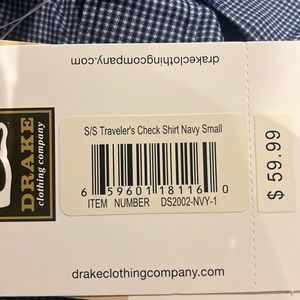 drakeclothingcompany.com
DRAKE
clothing company
S/S Traveler's Check Shirt Navy Small
6 59601 18116 0
ITEM NUMBER DS2002-NVY-1
$ 59.99
drakeclothingcompany.com